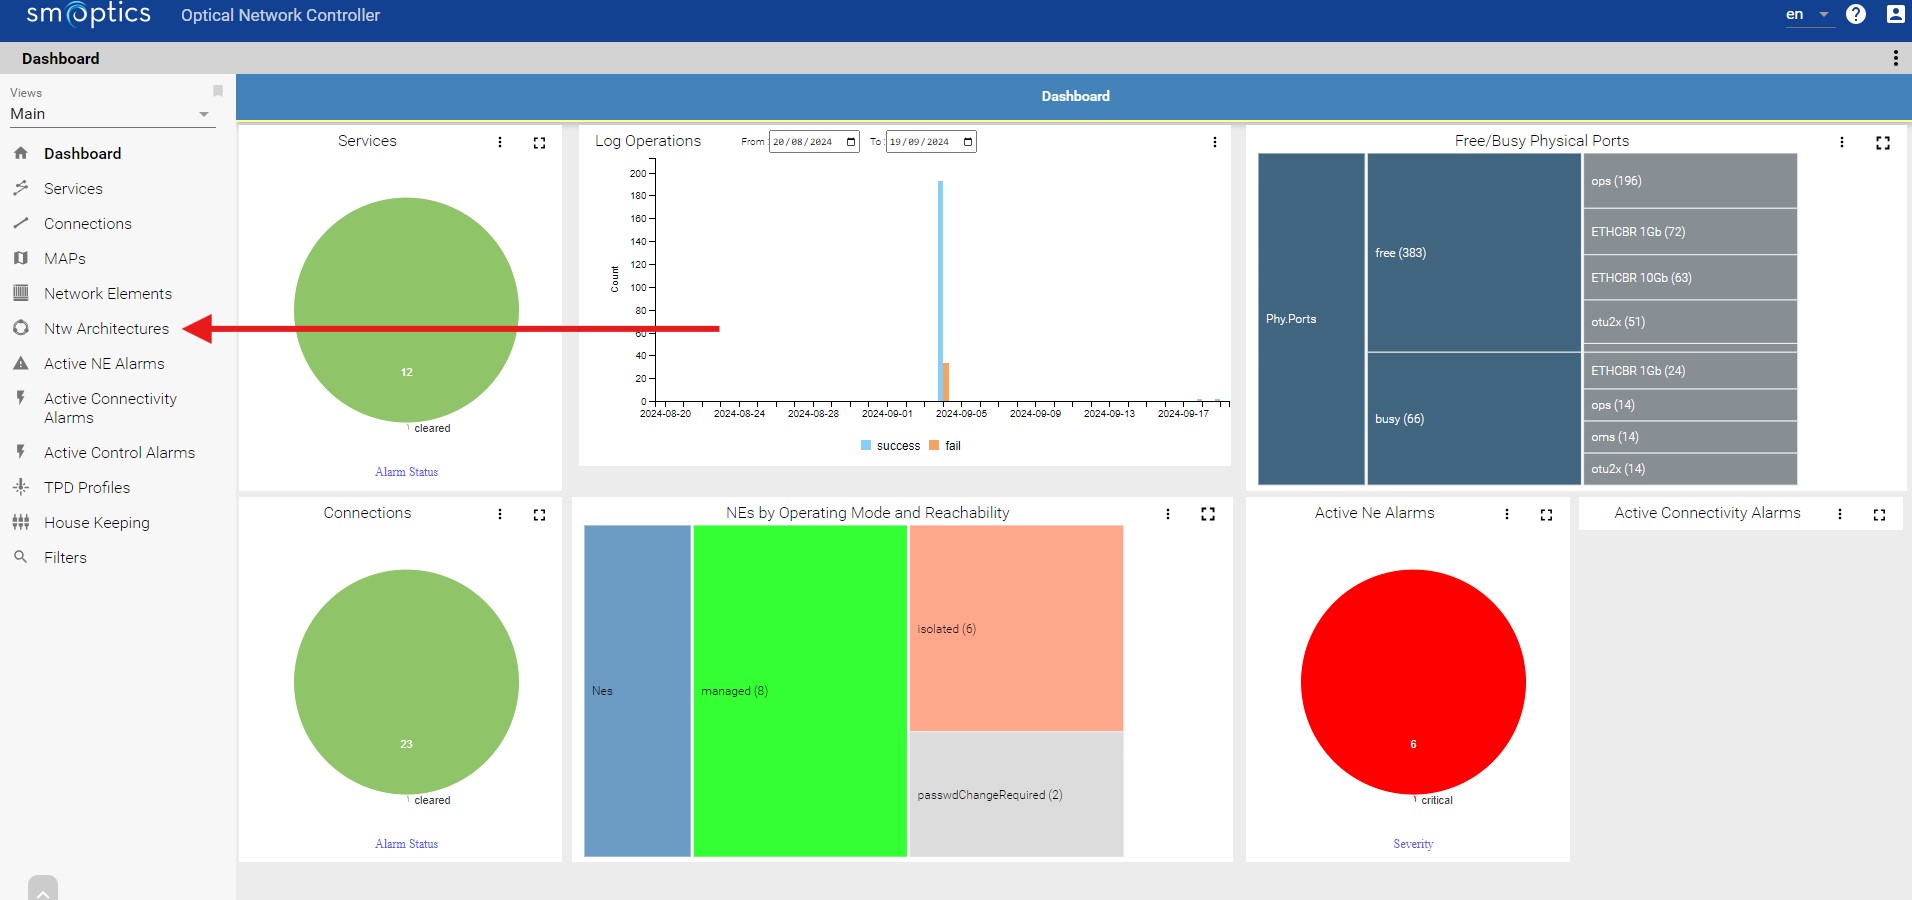 smoptics Optical Network Controller en
Dashboard
Views
Main
Dashboard
Services
Connections
MAPs
Network Elements
Ntw Architectures
Active NE Alarms
Active Connectivity
Alarms
Active Control Alarms
TPD Profiles
House Keeping
Filters
Dashboard
Services
12
cleared
Alarm Status
Log Operations From : 20/08/2024 To : 19/09/2024
Count
200
180
160
140
120
100
80
60
40
20
0
2024-08-20 2024-08-24 2024-08-28 2024-09-01 2024-09-05 2024-09-09 2024-09-13 2024-09-17
success fail
Free/Busy Physical Ports
Phy.Ports
free (383)
busy (66)
ops (196)
ETHCBR 1Gb (72)
ETHCBR 10Gb (63)
otu2x (51)
ETHCBR 1Gb (24)
ops (14)
oms (14)
otu2x (14)
Connections
23
cleared
Alarm Status
NEs by Operating Mode and Reachability
Nes
managed (8)
isolated (6)
passwdChangeRequired (2)
Active Ne Alarms
6
critical
Severity
Active Connectivity Alarms